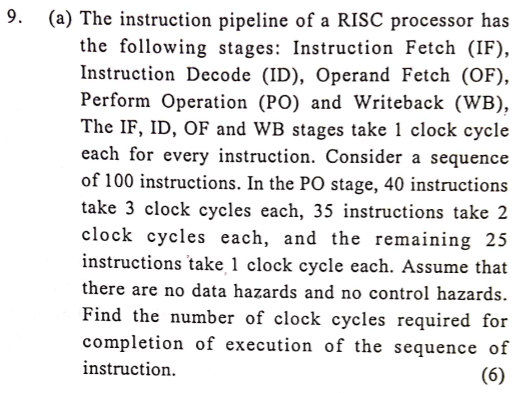 9. (a) The instruction pipeline of a RISC processor has
the following stages: Instruction Fetch (IF),
Instruction Decode (ID), Operand Fetch (OF),
Perform Operation (PO) and Writeback (WB),
The IF, ID, OF and WB stages take 1 clock cycle
each for every instruction. Consider a sequence
of 100 instructions. In the PO stage, 40 instructions
take 3 clock cycles each, 35 instructions take 2
clock cycles each, and the remaining 25
instructions take 1 clock cycle each. Assume that
there are no data hazards and no control hazards.
Find the number of clock cycles required for
completion of execution of the sequence of
instruction. (6)